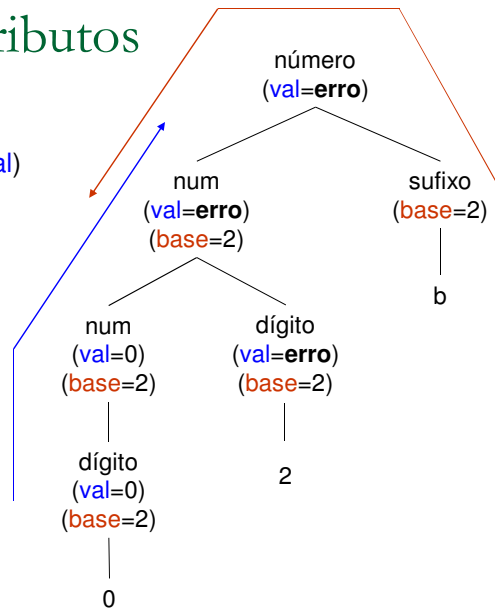 ributos
al)
número
(val=erro)
num
(val=erro)
(base=2)
sufixo
(base=2)
b
num
(val=0)
(base=2)
dígito
(val=erro)
(base=2)
dígito
(val=0)
(base=2)
2
0